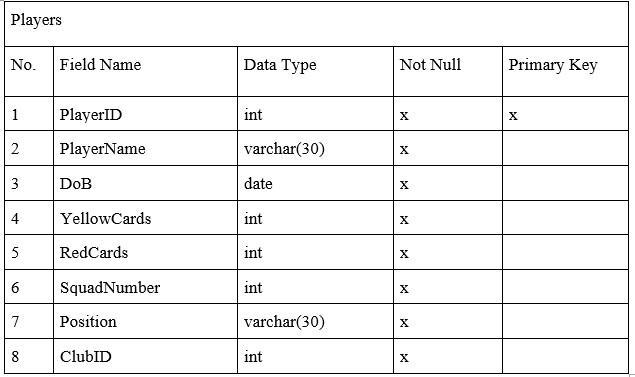 Players
No. Field Name Data Type Not Null Primary Key
1 PlayerID int x x
2 PlayerName varchar(30) x
3 DoB date x
4 YellowCards int x
5 RedCards int x
6 SquadNumber int x
7 Position varchar(30) x
8 ClubID int x